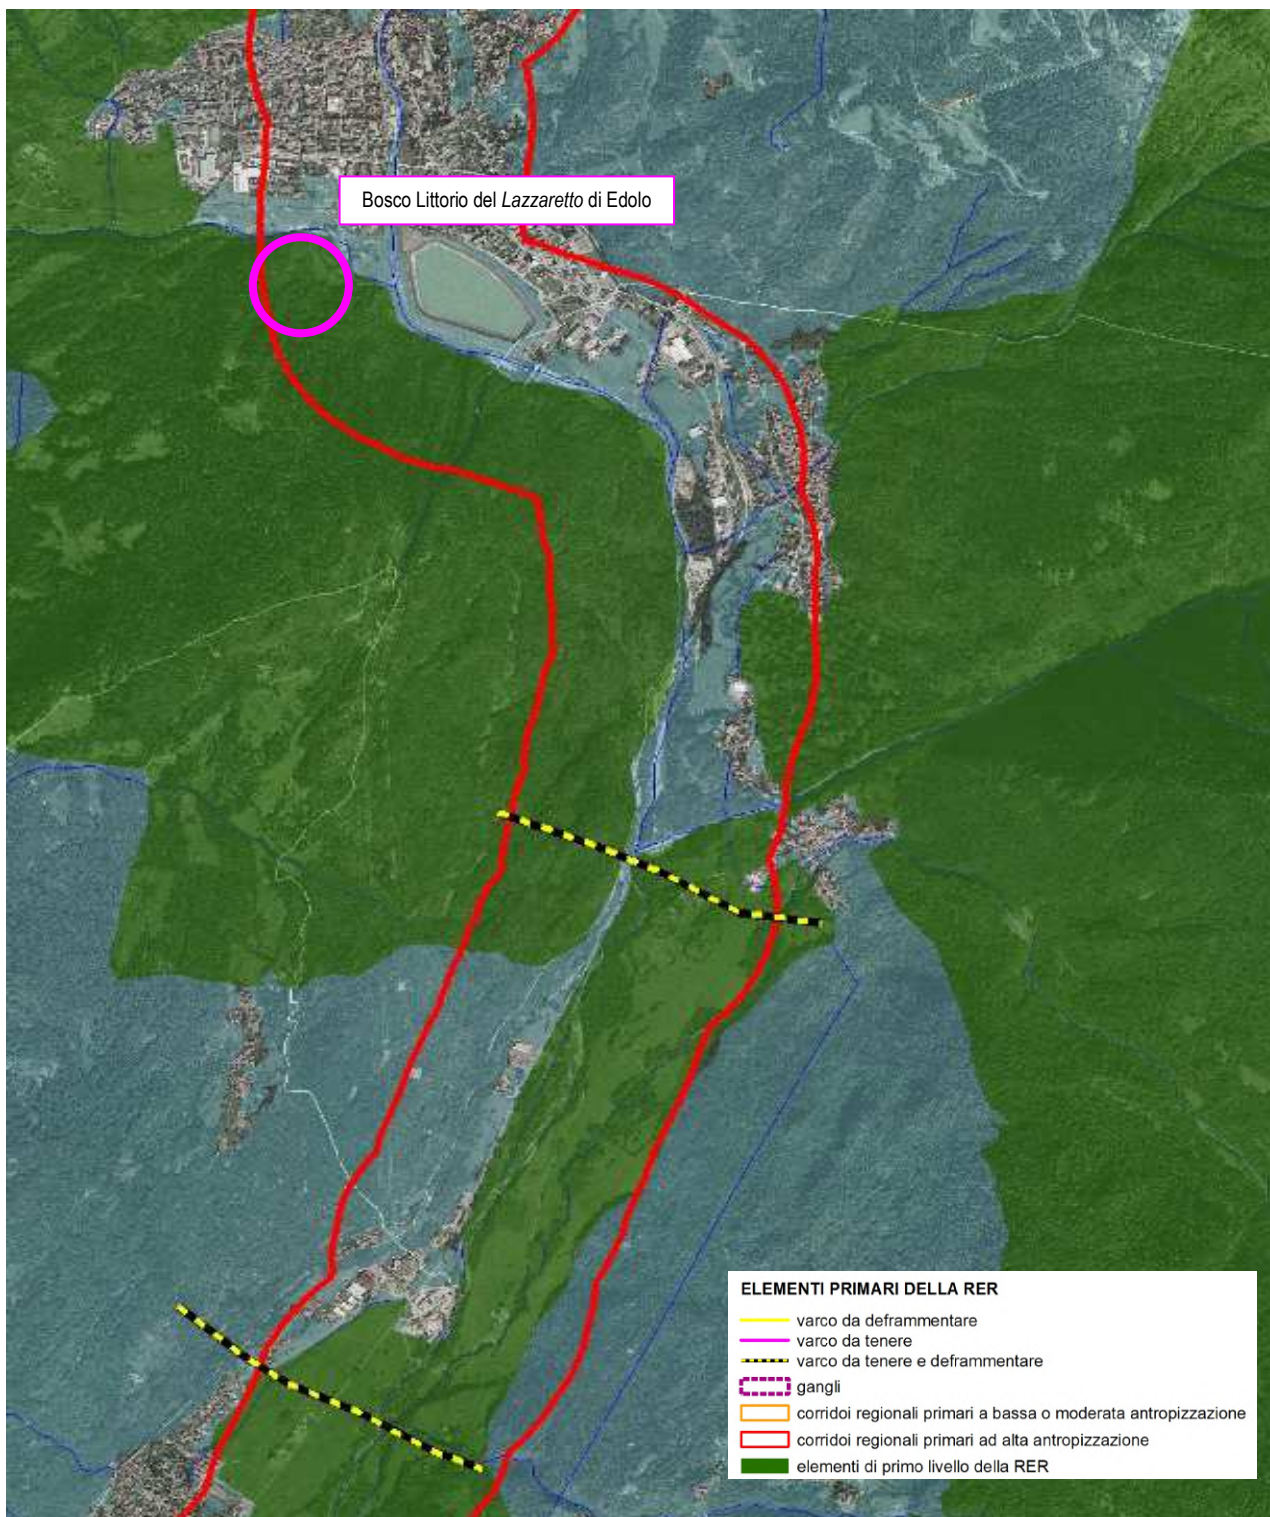 Bosco Littorio del Lazzaretto di Edolo
ELEMENTI PRIMARI DELLA RER
varco da deframmentare
varco da tenere
varco da tenere e deframmentare
gangli
corridoi regionali primari a bassa o moderata antropizzazione
corridoi regionali primari ad alta antropizzazione
elementi di primo livello della RER